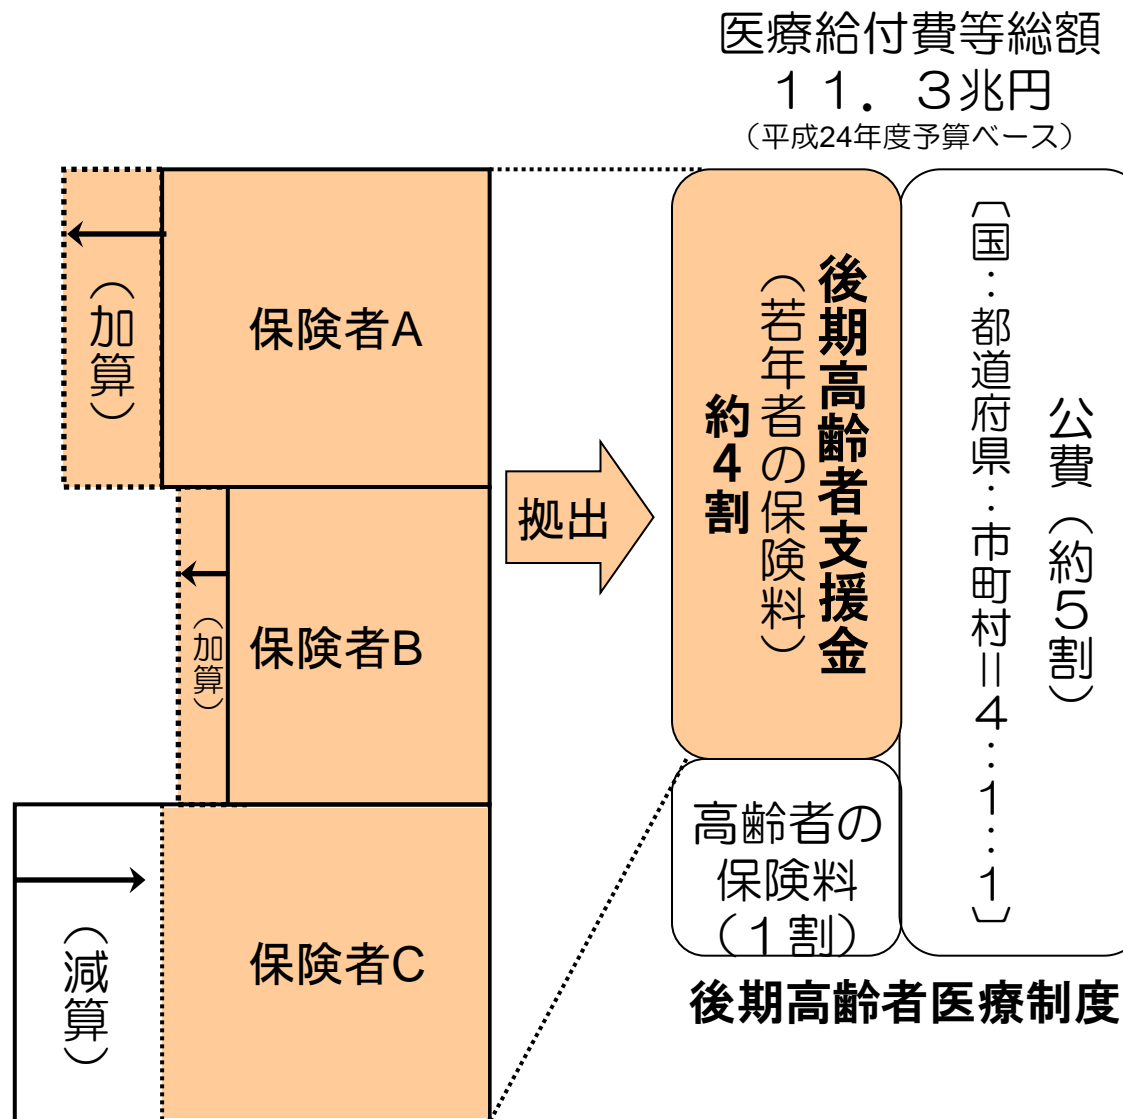 医療給付費等総額
１１．３兆円
（平成24年度予算ベース）
（加算）
保険者A
（加算）
保険者B
（減算）
保険者C
拠出
後期高齢者支援金
（若年者の保険料）
約４割
公費（約５割）
〔国：都道府県：市町村＝４：１：１〕
高齢者の
保険料
（１割）
後期高齢者医療制度